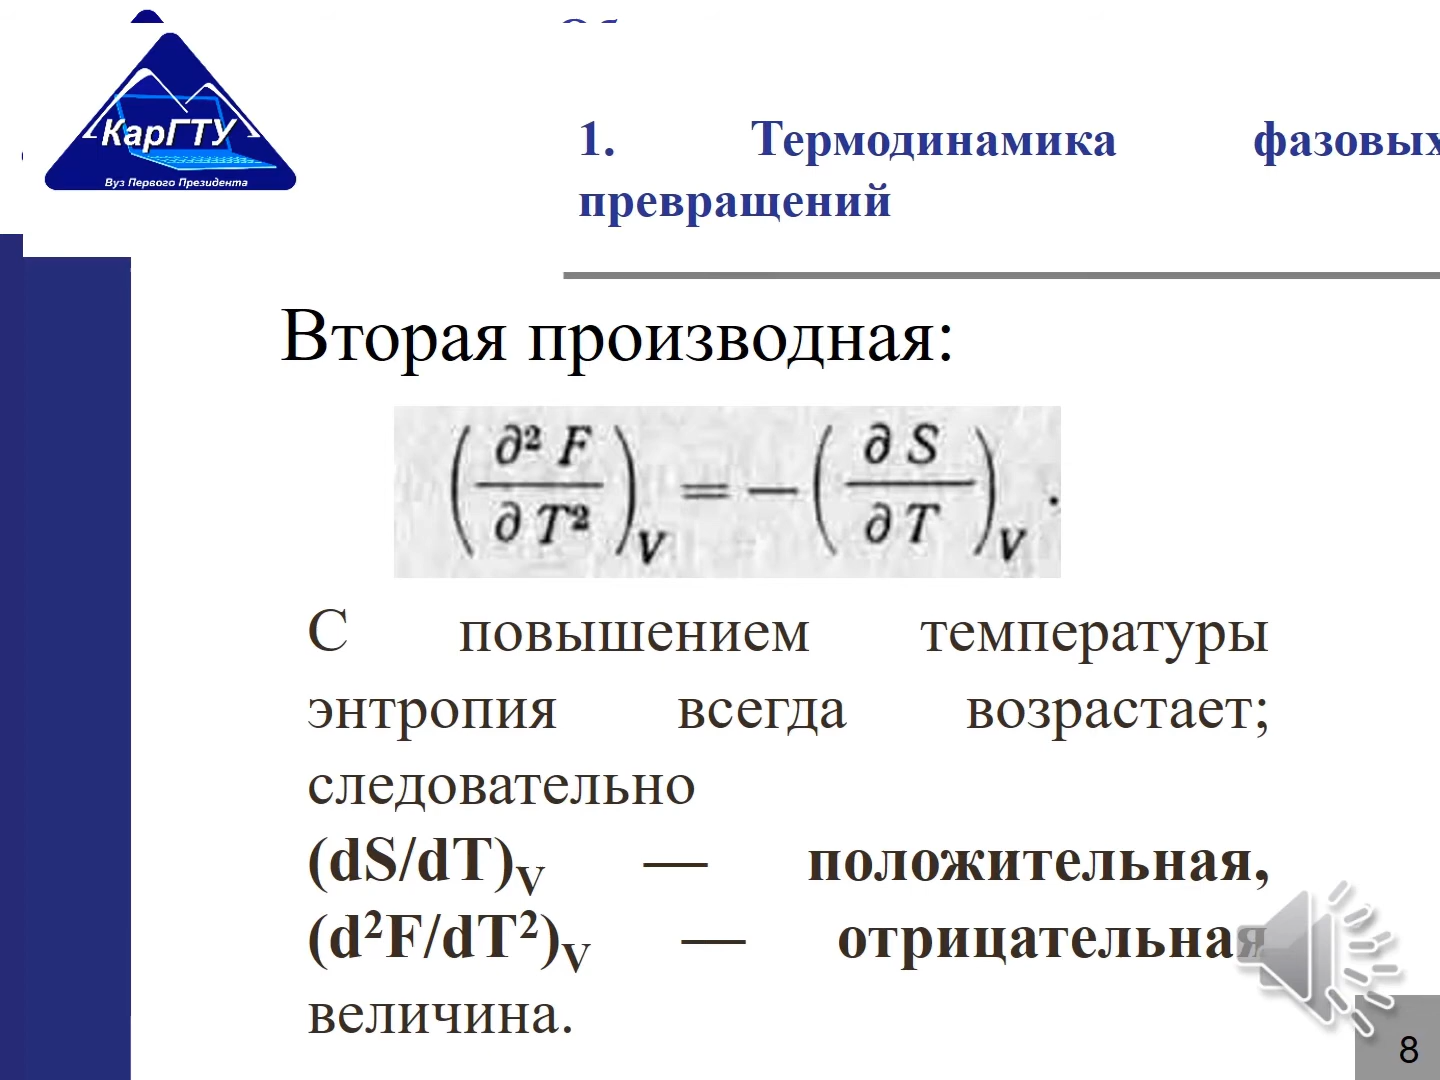 КарГТУ
Вуз Первого Президента
1. Термодинамика фазовых
превращений
Вторая производная:
(∂² F / ∂ T²)V = − (∂ S / ∂ T)V .
С повышением температуры
энтропия всегда возрастает;
следовательно
(dS/dT)V — положительная,
(d²F/dT²)V — отрицательная
величина.
8